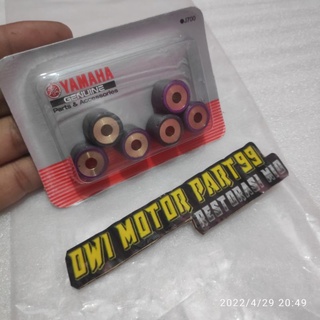 YAMAHA
GENUINE
Parts & Accessories
DWI MOTOR PART99
RESTORASI MIO
2022/4/29 20:49